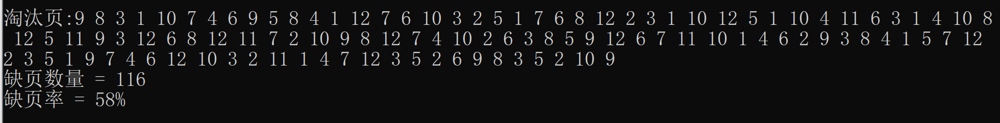 淘汰页:9 8 3 1 10 7 4 6 9 5 8 4 1 12 7 6 10 3 2 5 1 7 6 8 12 2 3 1 10 12 5 1 10 4 11 6 3 1 4 10 8
12 5 11 9 3 12 6 8 12 11 7 2 10 9 8 12 7 4 10 2 6 3 8 5 9 12 6 7 11 10 1 4 6 2 9 3 8 4 1 5 7 12
2 3 5 1 9 7 4 6 12 10 3 2 11 1 4 7 12 3 5 2 6 9 8 3 5 2 10 9
缺页数量 = 116
缺页率 = 58%